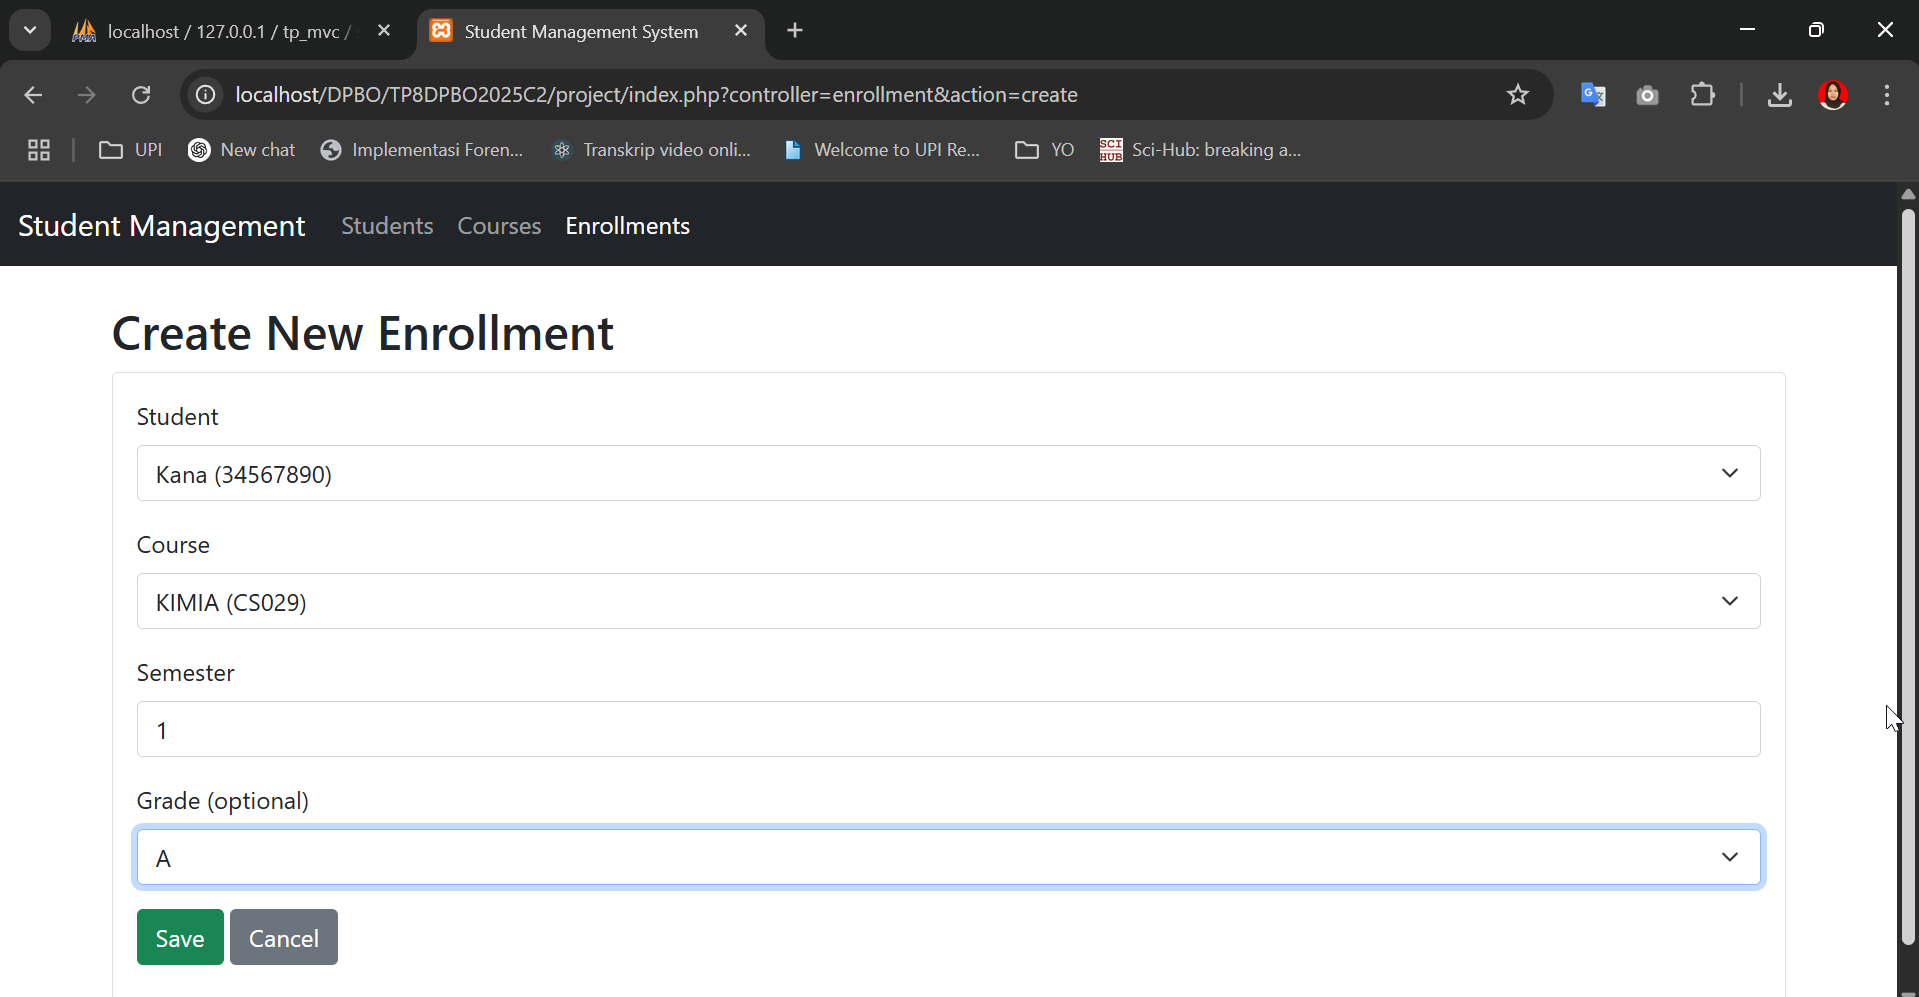 localhost / 127.0.0.1 / tp_mvc /
Student Management System
localhost/DPBO/TP8DPBO2025C2/project/index.php?controller=enrollment&action=create
UPI
New chat
Implementasi Foren...
Transkrip video onli...
Welcome to UPI Re...
YO
SCI HUB
Sci-Hub: breaking a...
Student Management
Students
Courses
Enrollments
Create New Enrollment
Student
Kana (34567890)
Course
KIMIA (CS029)
Semester
1
Grade (optional)
A
Save
Cancel